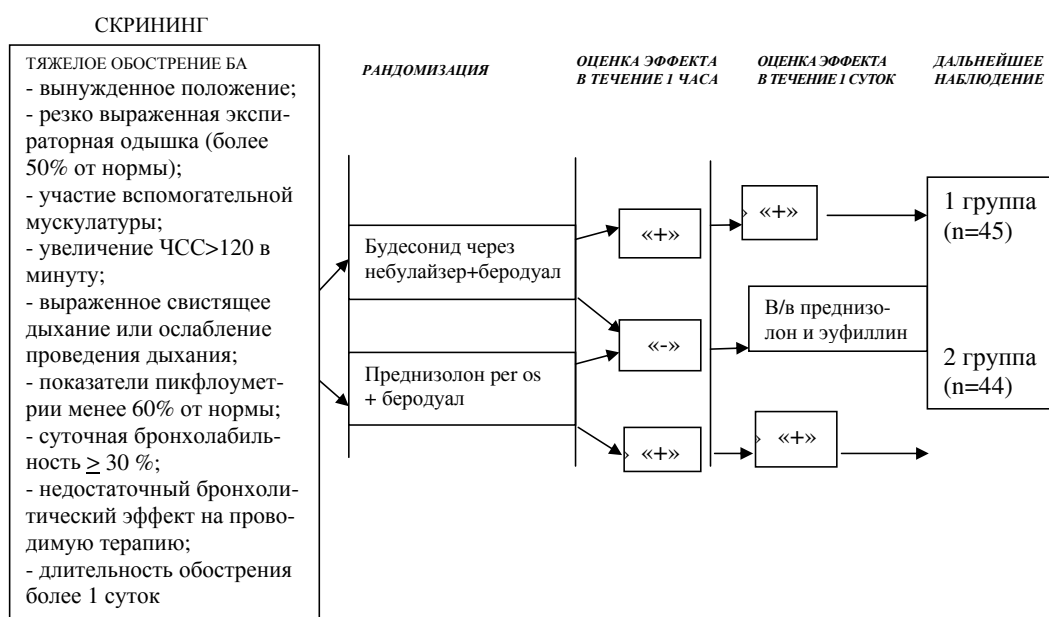 СКРИНИНГ
ТЯЖЕЛОЕ ОБОСТРЕНИЕ БА
- вынужденное положение;
- резко выраженная экспи-
раторная одышка (более
50% от нормы);
- участие вспомогательной
мускулатуры;
- увеличение ЧСС>120 в
минуту;
- выраженное свистящее
дыхание или ослабление
проведения дыхания;
- показатели пикфлоумет-
рии менее 60% от нормы;
- суточная бронхолабиль-
ность ≥ 30 %;
- недостаточный бронхоли-
тический эффект на прово-
димую терапию;
- длительность обострения
более 1 суток
РАНДОМИЗАЦИЯ
Будесонид через
небулайзер+беродуал
Преднизолон per os
+ беродуал
ОЦЕНКА ЭФФЕКТА
В ТЕЧЕНИЕ 1 ЧАСА
«+»
«-»
«+»
ОЦЕНКА ЭФФЕКТА
В ТЕЧЕНИЕ 1 СУТОК
«+»
В/в преднизо-
лон и эуфиллин
«+»
ДАЛЬНЕЙШЕЕ
НАБЛЮДЕНИЕ
1 группа
(n=45)
2 группа
(n=44)